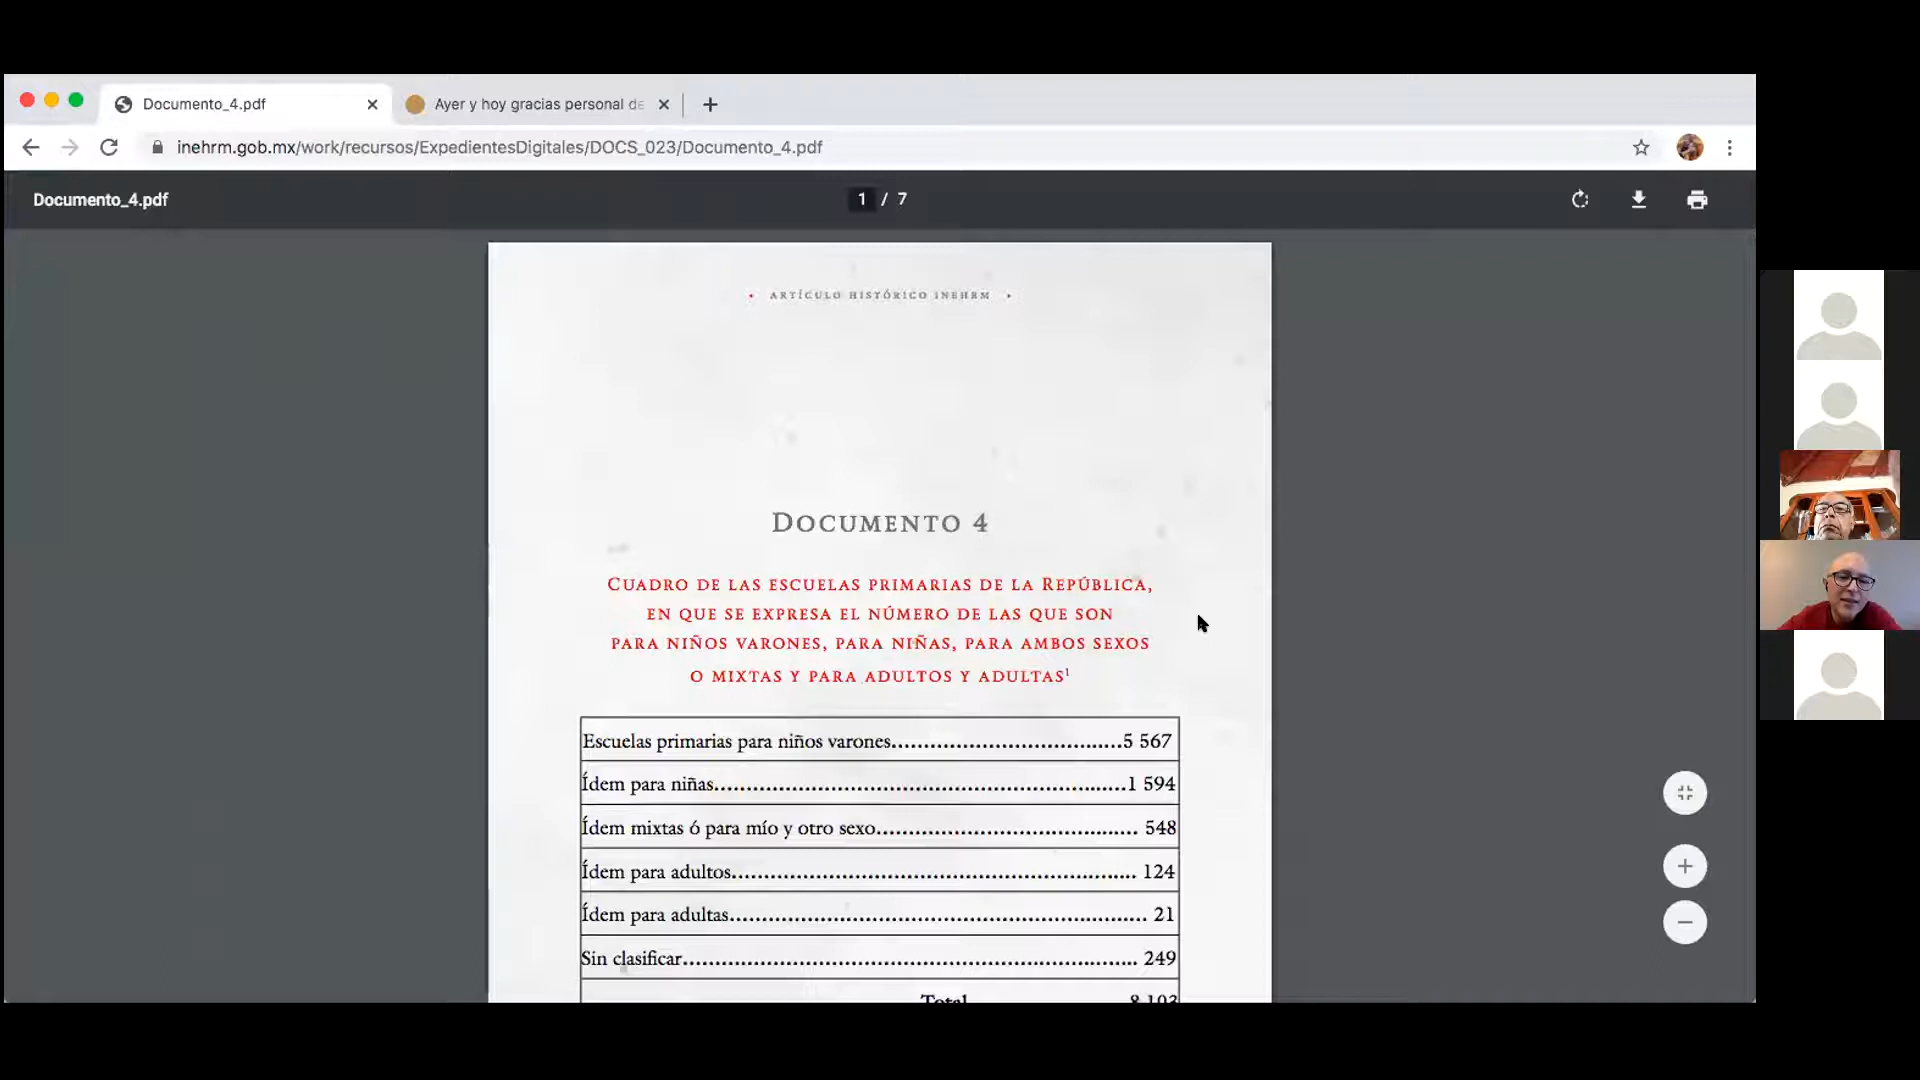 Documento_4.pdf
Ayer y hoy gracias personal de
inehrm.gob.mx/work/recursos/ExpedientesDigitales/DOCS_023/Documento_4.pdf
Documento_4.pdf
1 / 7
• ARTÍCULO HISTÓRICO INEHRM •
DOCUMENTO 4
CUADRO DE LAS ESCUELAS PRIMARIAS DE LA REPÚBLICA,
EN QUE SE EXPRESA EL NÚMERO DE LAS QUE SON
PARA NIÑOS VARONES, PARA NIÑAS, PARA AMBOS SEXOS
O MIXTAS Y PARA ADULTOS Y ADULTAS¹
Escuelas primarias para niños varones....................................5 567
Ídem para niñas...............................................................1 594
Ídem mixtas ó para mío y otro sexo........................................ 548
Ídem para adultos.............................................................. 124
Ídem para adultas................................................................ 21
Sin clasificar...................................................................... 249
Total 8 103